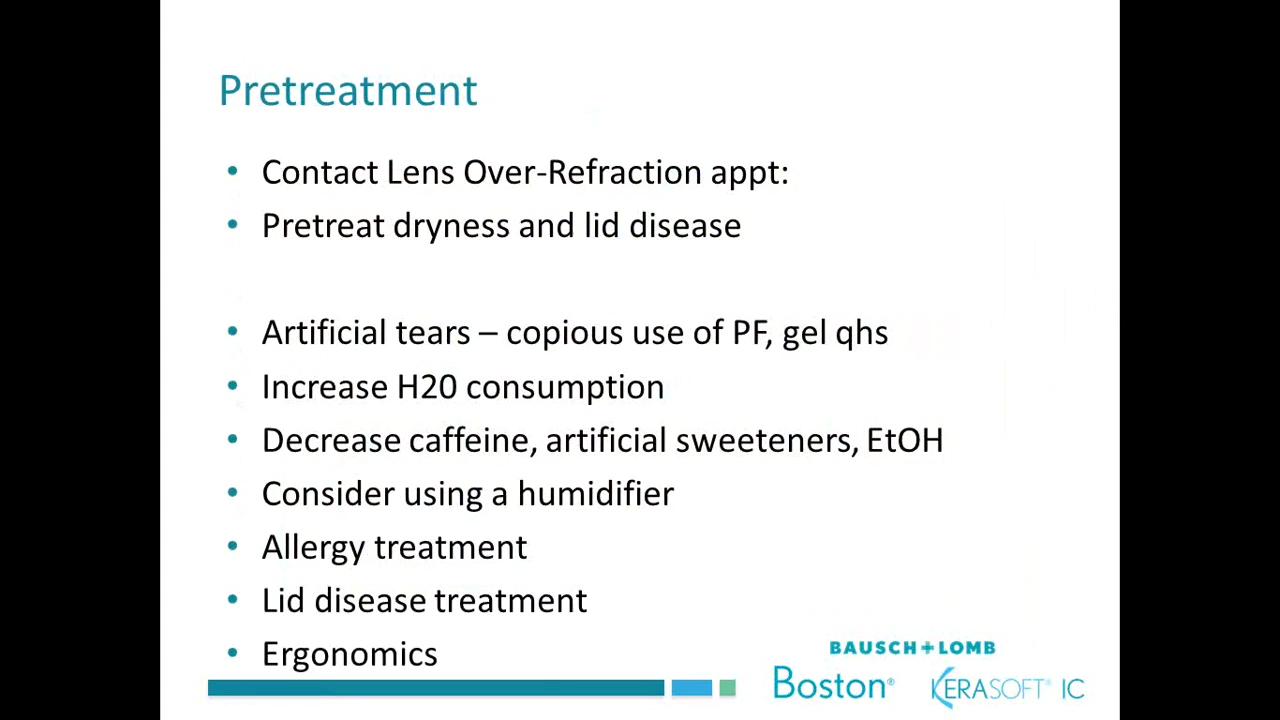 Pretreatment
• Contact Lens Over-Refraction appt:
• Pretreat dryness and lid disease
• Artificial tears – copious use of PF, gel qhs
• Increase H20 consumption
• Decrease caffeine, artificial sweeteners, EtOH
• Consider using a humidifier
• Allergy treatment
• Lid disease treatment
• Ergonomics
BAUSCH+LOMB
Boston® KERASOFT® IC